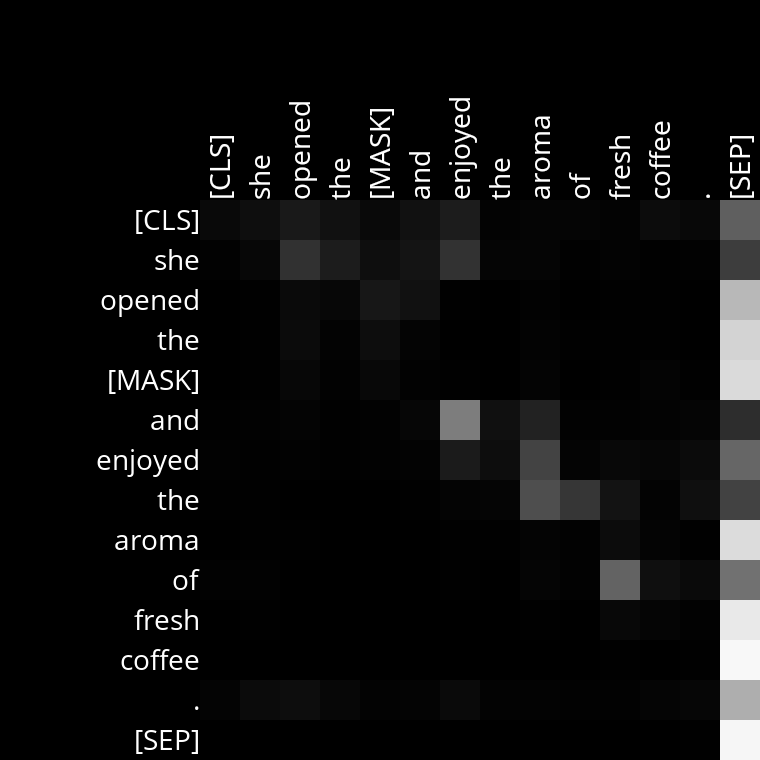 [CLS] she opened the [MASK] and enjoyed the aroma of fresh coffee . [SEP]
[CLS]
she
opened
the
[MASK]
and
enjoyed
the
aroma
of
fresh
coffee
.
[SEP]